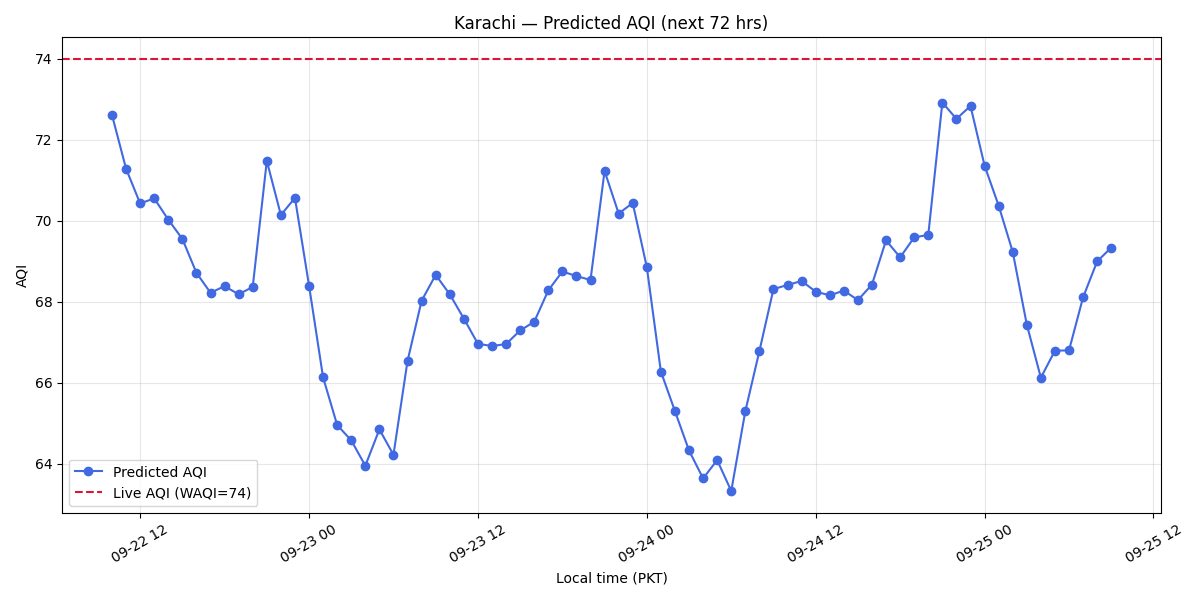 Karachi — Predicted AQI (next 72 hrs)
AQI
74
72
70
68
66
64
Predicted AQI
Live AQI (WAQI=74)
09-22 12
09-23 00
09-23 12
09-24 00
09-24 12
09-25 00
09-25 12
Local time (PKT)